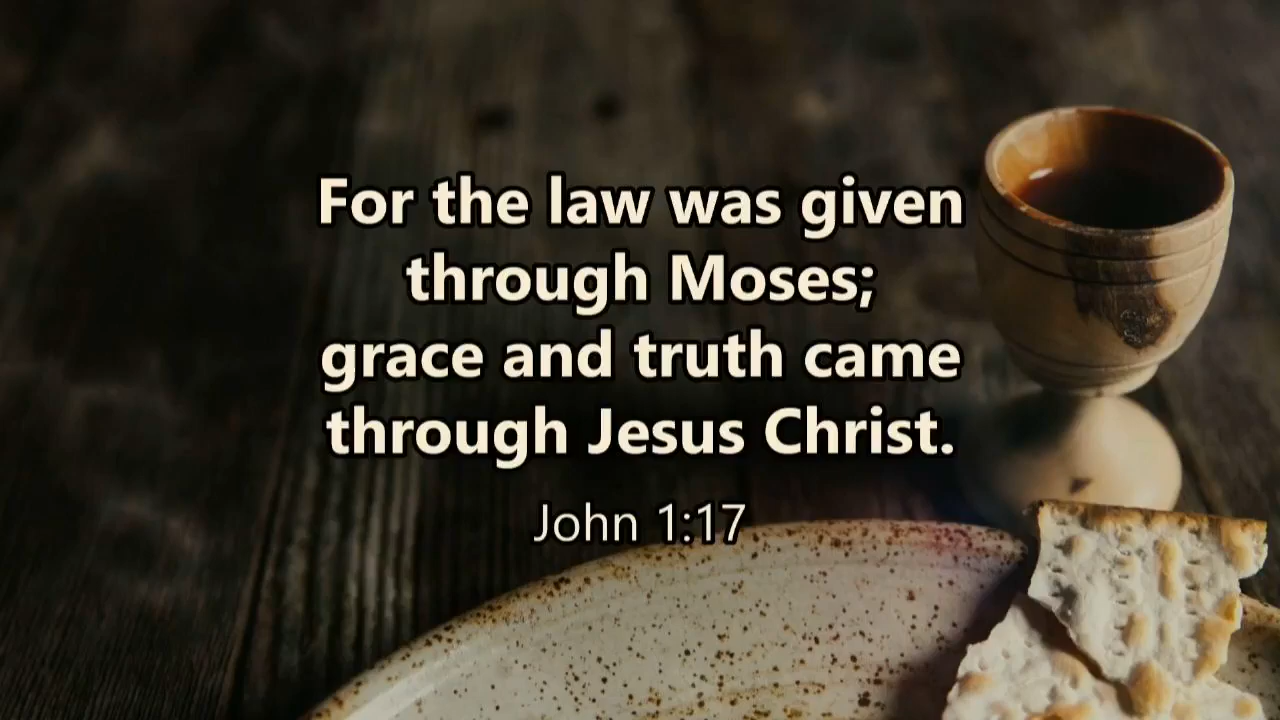 For the law was given
through Moses;
grace and truth came
through Jesus Christ.
John 1:17